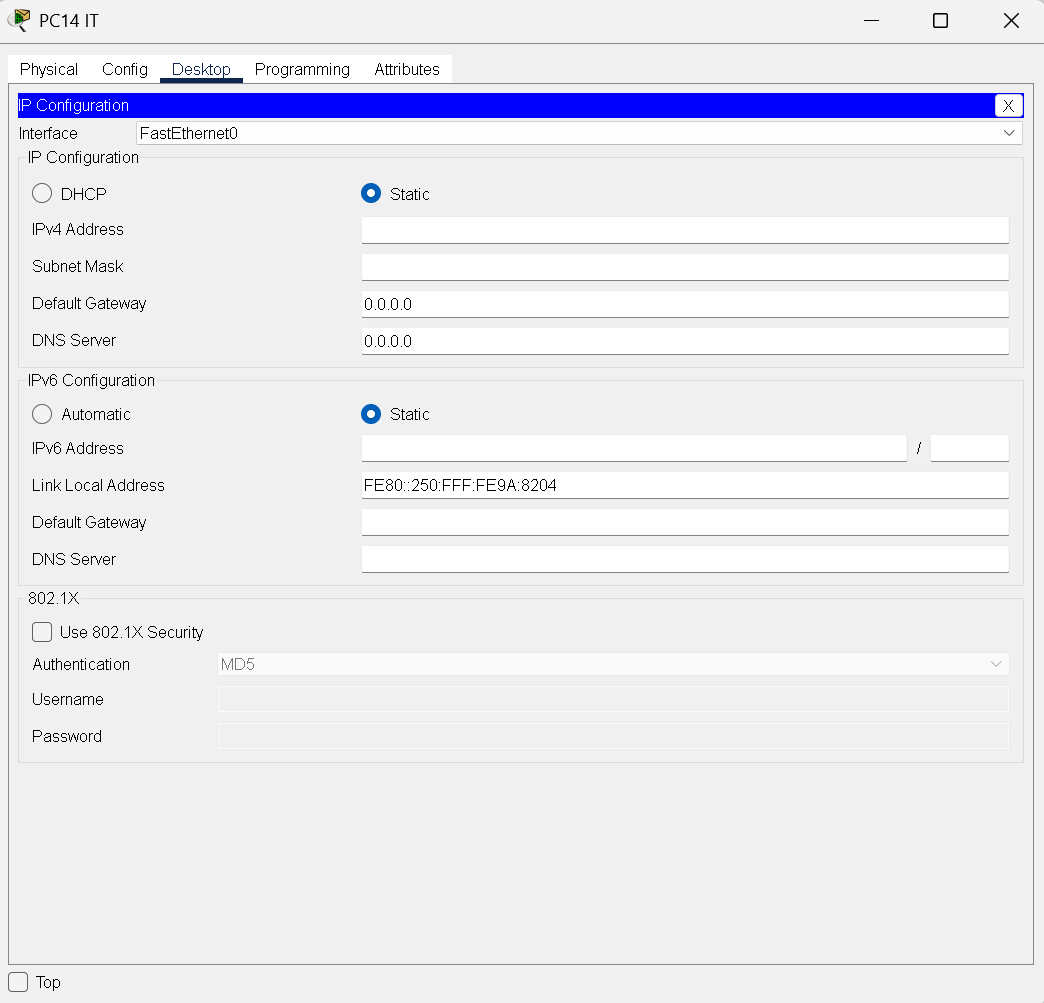 PC14 IT
Physical Config Desktop Programming Attributes
IP Configuration X
Interface FastEthernet0
IP Configuration
DHCP Static
IPv4 Address
Subnet Mask
Default Gateway 0.0.0.0
DNS Server 0.0.0.0
IPv6 Configuration
Automatic Static
IPv6 Address /
Link Local Address FE80::250:FFF:FE9A:8204
Default Gateway
DNS Server
802.1X
Use 802.1X Security
Authentication MD5
Username
Password
Top